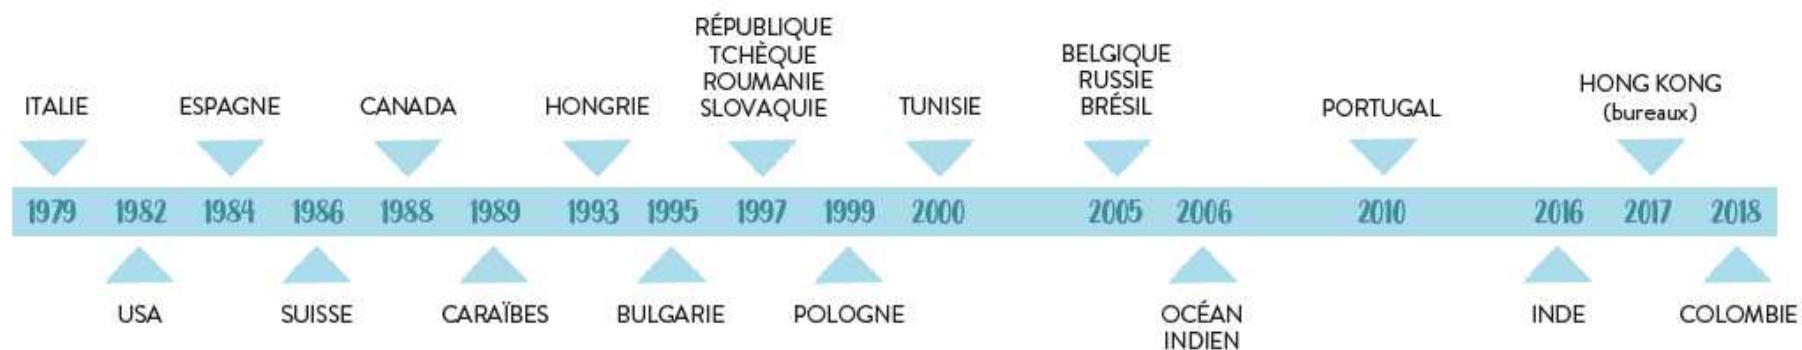 RÉPUBLIQUE
TCHÈQUE
ROUMANIE
SLOVAQUIE
BELGIQUE
RUSSIE
BRÉSIL
HONG KONG
(bureaux)
ITALIE ESPAGNE CANADA HONGRIE TUNISIE PORTUGAL
1979 1982 1984 1986 1988 1989 1993 1995 1997 1999 2000 2005 2006 2010 2016 2017 2018
USA SUISSE CARAÏBES BULGARIE POLOGNE OCÉAN INDE COLOMBIE
INDIEN